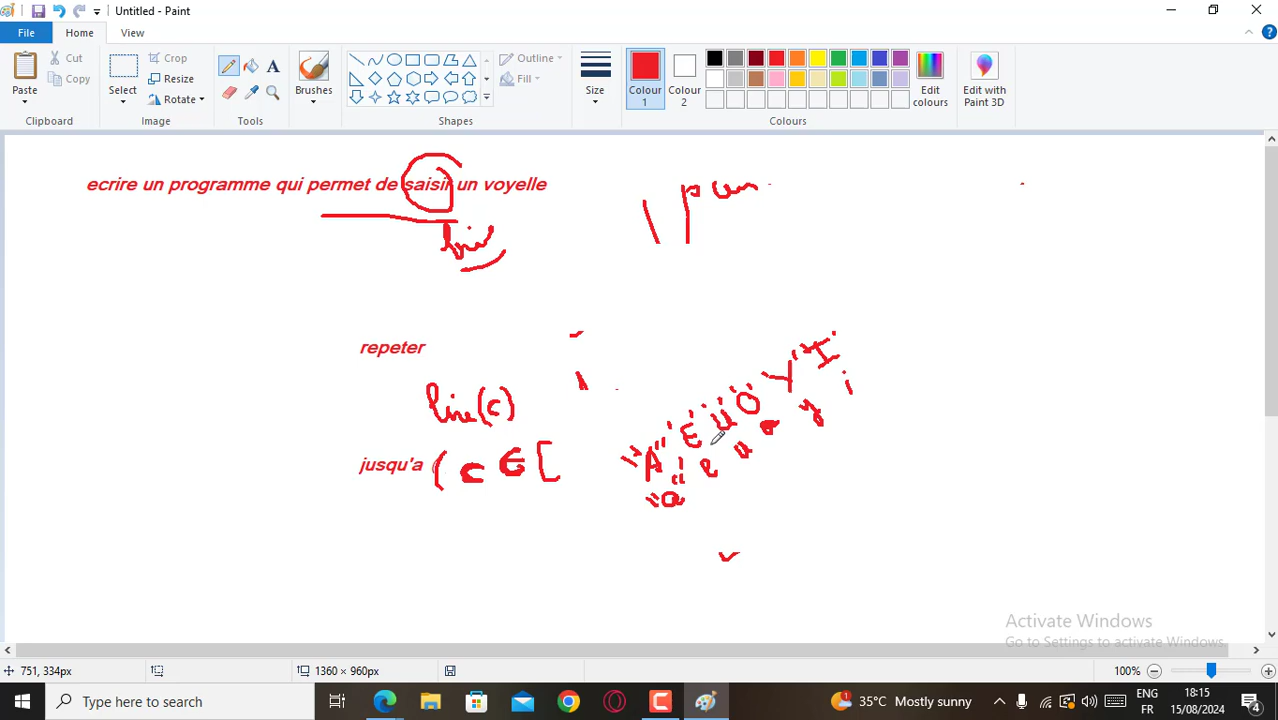 Untitled - Paint
File Home View
Paste
Cut
Copy
Clipboard
Select
Crop
Resize
Rotate
Image
Tools
Brushes
Shapes
Outline
Fill
Size
Colour 1
Colour 2
Edit colours
Edit with Paint 3D
Colours
ecrire un programme qui permet de saisir un voyelle
repeter
lire(c)
"A" E U O Y I
"a" e u o y i
jusqu'a ( c ∈ [
Activate Windows
Go to Settings to activate Windows.
751, 334px
1360 × 960px
100%
Type here to search
35°C Mostly sunny
ENG
FR
18:15
15/08/2024
4